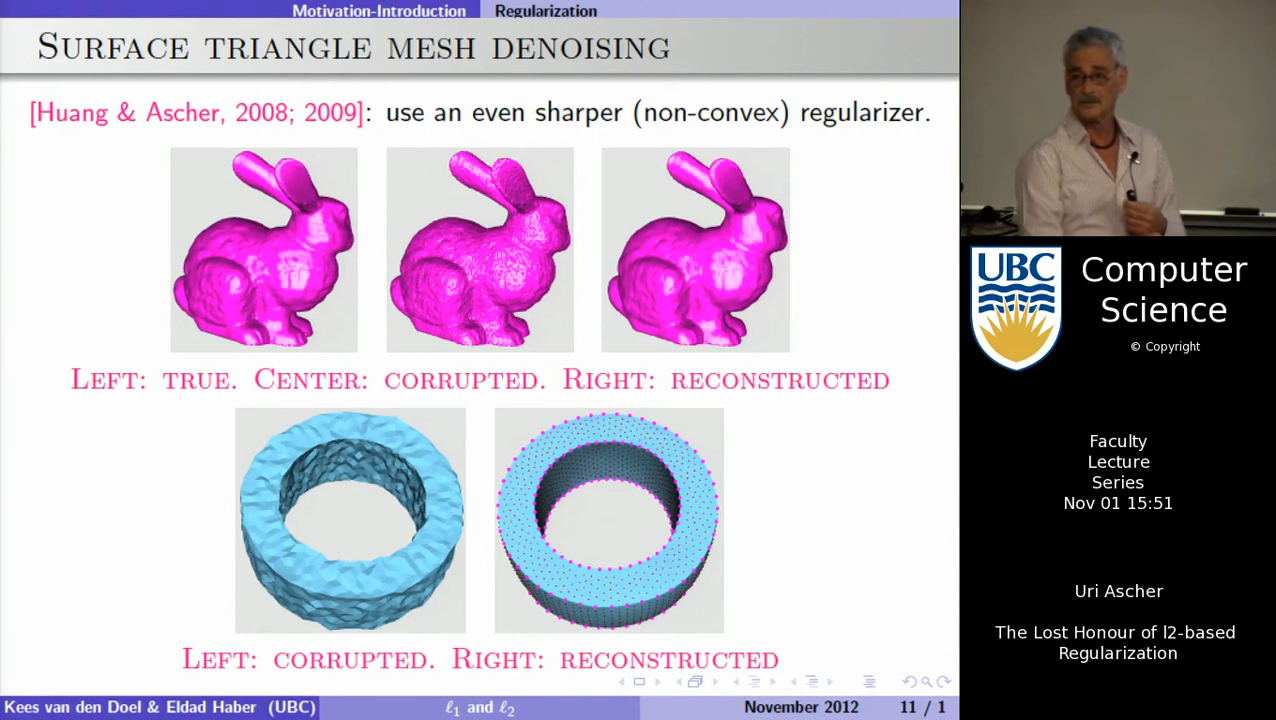 Motivation-Introduction Regularization
Surface triangle mesh denoising
[Huang & Ascher, 2008; 2009]: use an even sharper (non-convex) regularizer.
Left: true. Center: corrupted. Right: reconstructed
Left: corrupted. Right: reconstructed
Kees van den Doel & Eldad Haber (UBC) ℓ1 and ℓ2 November 2012 11 / 1
UBC
Computer
Science
© Copyright
Faculty
Lecture
Series
Nov 01 15:51
Uri Ascher
The Lost Honour of l2-based
Regularization